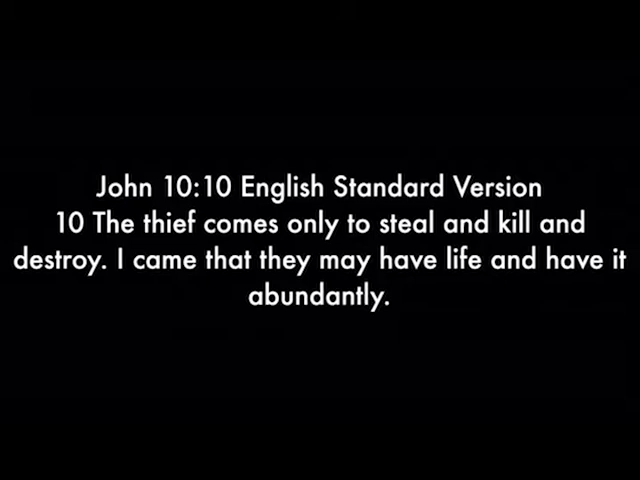 John 10:10 English Standard Version
10 The thief comes only to steal and kill and
destroy. I came that they may have life and have it
abundantly.